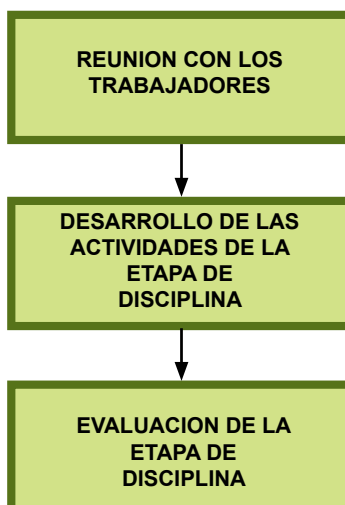 REUNION CON LOS
TRABAJADORES
DESARROLLO DE LAS
ACTIVIDADES DE LA
ETAPA DE
DISCIPLINA
EVALUACION DE LA
ETAPA DE
DISCIPLINA